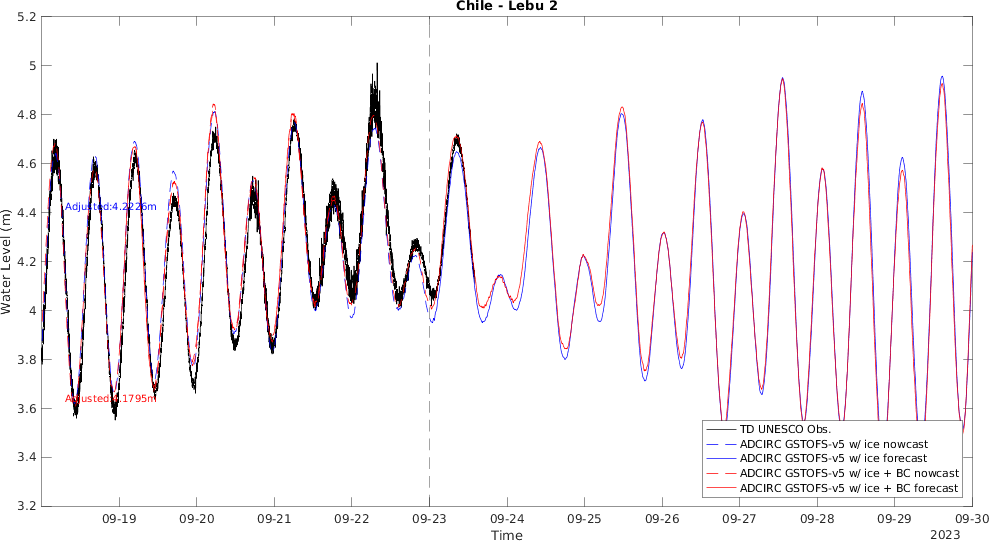 Chile - Lebu 2
5.2
5
4.8
4.6
4.4
4.2
4
3.8
3.6
3.4
3.2
Water Level (m)
Adjusted:4.2226m
Adjusted:4.1795m
TD UNESCO Obs.
ADCIRC GSTOFS-v5 w/ ice nowcast
ADCIRC GSTOFS-v5 w/ ice forecast
ADCIRC GSTOFS-v5 w/ ice + BC nowcast
ADCIRC GSTOFS-v5 w/ ice + BC forecast
09-19 09-20 09-21 09-22 09-23 09-24 09-25 09-26 09-27 09-28 09-29 09-30
Time
2023